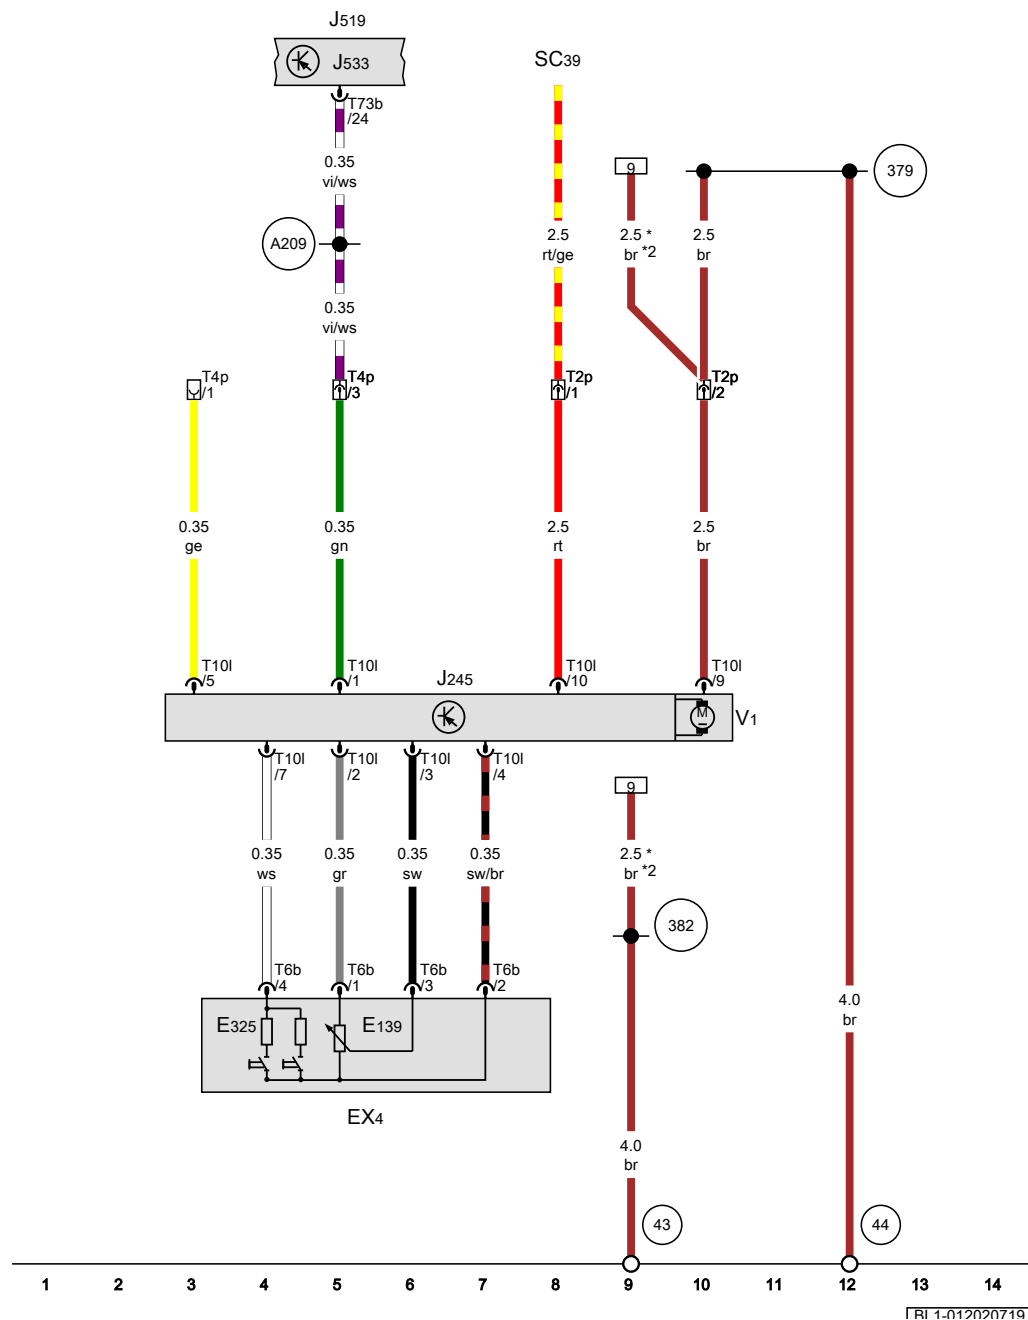 J519
J533
SC39
T73b
/24
9
379
0.35
vi/ws
A209
2.5
rt/ge
2.5 *
br *2
2.5
br
0.35
vi/ws
T4p
/1
T4p
/3
T2p
/1
T2p
/2
0.35
ge
0.35
gn
2.5
rt
2.5
br
T10l
/5
T10l
/1
J245
T10l
/10
T10l
/9
M
V1
T10l
/7
T10l
/2
T10l
/3
T10l
/4
9
0.35
ws
0.35
gr
0.35
sw
0.35
sw/br
2.5 *
br *2
382
T6b
/4
T6b
/1
T6b
/3
T6b
/2
4.0
br
E325
E139
EX4
4.0
br
43
44
1 2 3 4 5 6 7 8 9 10 11 12 13 14
BL1-012020719